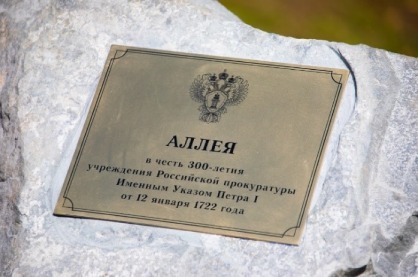 АЛЛЕЯ
в честь 300-летия
учреждения Российской прокуратуры
Именным Указом Петра I
от 12 января 1722 года